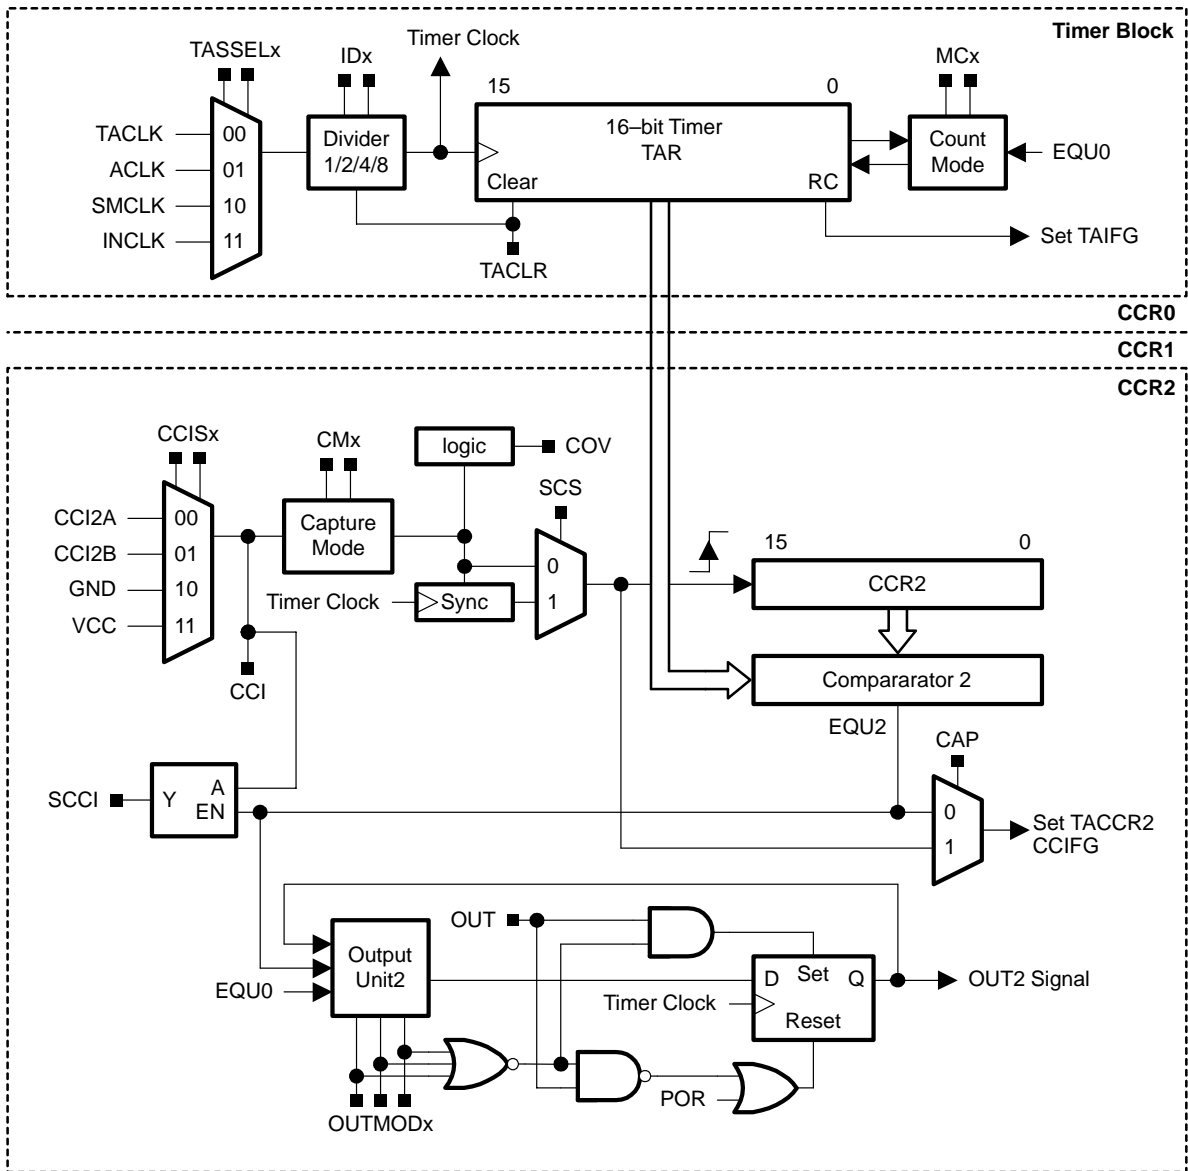 Timer Block
Timer Clock
TASSELx
IDx
15
0
MCx
TACLK
00
ACLK
01
SMCLK
10
INCLK
11
Divider
1/2/4/8
16–bit Timer
TAR
Clear
RC
Count
Mode
EQU0
Set TAIFG
TACLR
CCR0
CCR1
CCR2
CCISx
CMx
logic
COV
SCS
CCI2A
00
CCI2B
01
GND
10
VCC
11
Capture
Mode
0
1
Timer Clock
Sync
15
0
CCR2
CCI
Compararator 2
EQU2
CAP
SCCI
Y
A
EN
0
1
Set TACCR2
CCIFG
OUT
Output
Unit2
EQU0
D
Set
Q
OUT2 Signal
Timer Clock
Reset
POR
OUTMODx